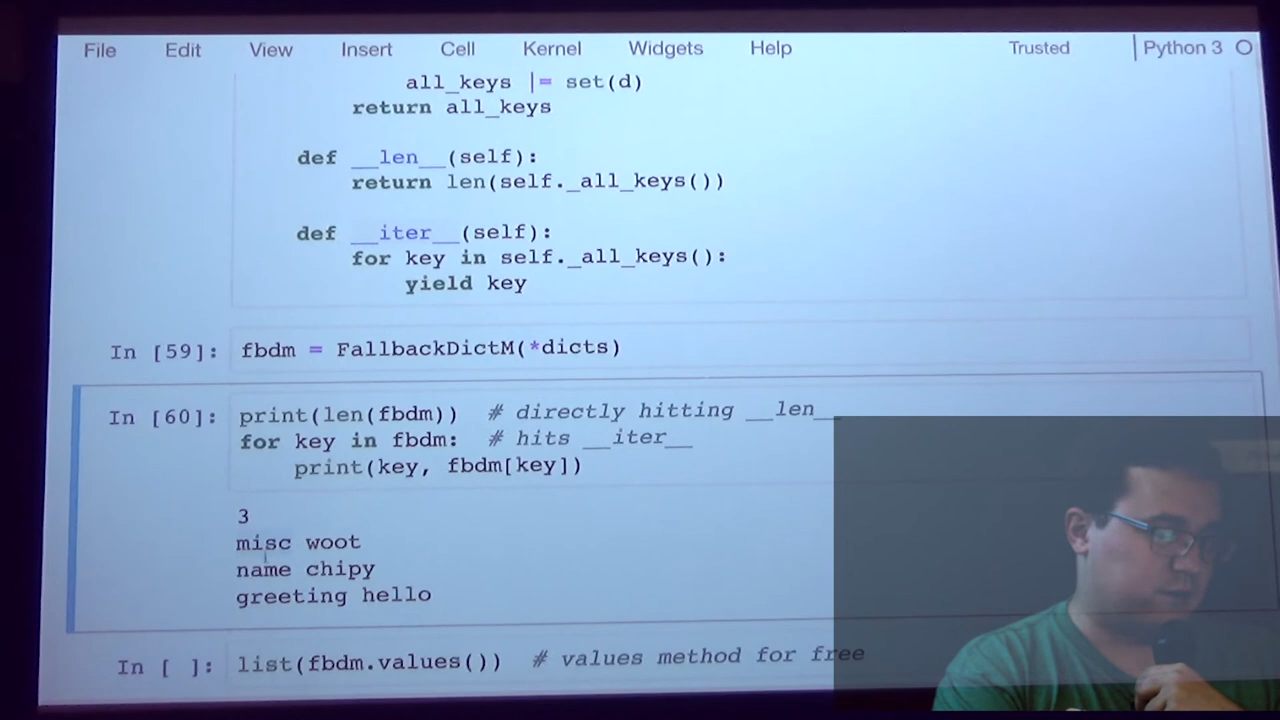 File Edit View Insert Cell Kernel Widgets Help Trusted Python 3
all_keys |= set(d)
return all_keys
def __len__(self):
return len(self._all_keys())
def __iter__(self):
for key in self._all_keys():
yield key
In [59]: fbdm = FallbackDictM(*dicts)
In [60]: print(len(fbdm)) # directly hitting __len__
for key in fbdm: # hits __iter__
print(key, fbdm[key])
3
misc woot
name chipy
greeting hello
In [ ]: list(fbdm.values()) # values method for free